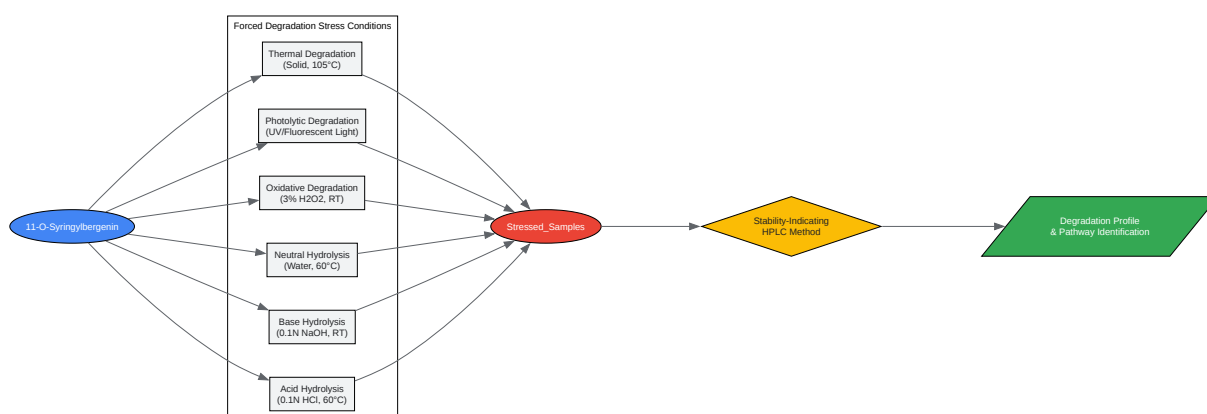 Forced Degradation Stress Conditions
Thermal Degradation
(Solid, 105°C)
Photolytic Degradation
(UV/Fluorescent Light)
Oxidative Degradation
(3% H2O2, RT)
11-O-Syringylbergenin
Neutral Hydrolysis
(Water, 60°C)
Base Hydrolysis
(0.1N NaOH, RT)
Acid Hydrolysis
(0.1N HCl, 60°C)
Stressed_Samples
Stability-Indicating
HPLC Method
Degradation Profile
& Pathway Identification